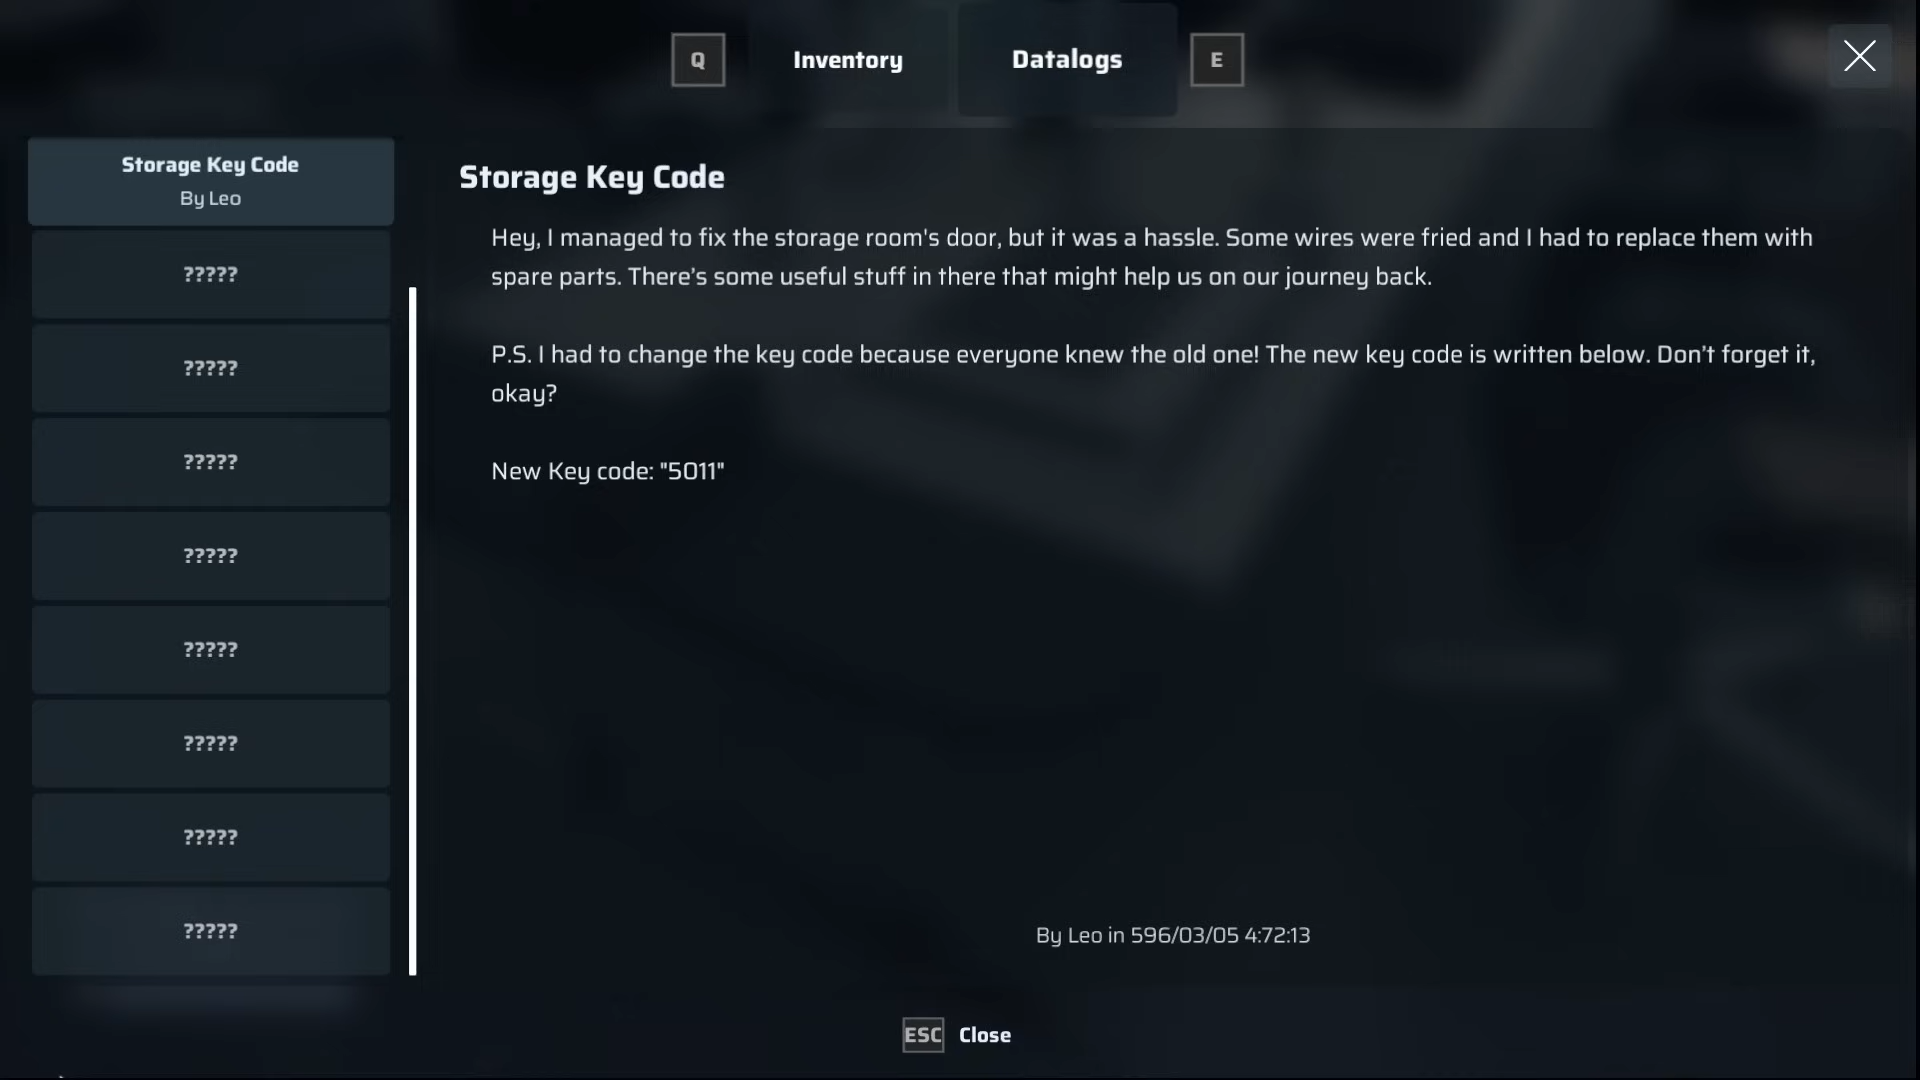 Q Inventory Datalogs E
Storage Key Code
By Leo
?????
?????
?????
?????
?????
?????
?????
?????
Storage Key Code
Hey, I managed to fix the storage room's door, but it was a hassle. Some wires were fried and I had to replace them with
spare parts. There's some useful stuff in there that might help us on our journey back.
P.S. I had to change the key code because everyone knew the old one! The new key code is written below. Don't forget it,
okay?
New Key code: "5011"
By Leo in 596/03/05 4:72:13
ESC Close